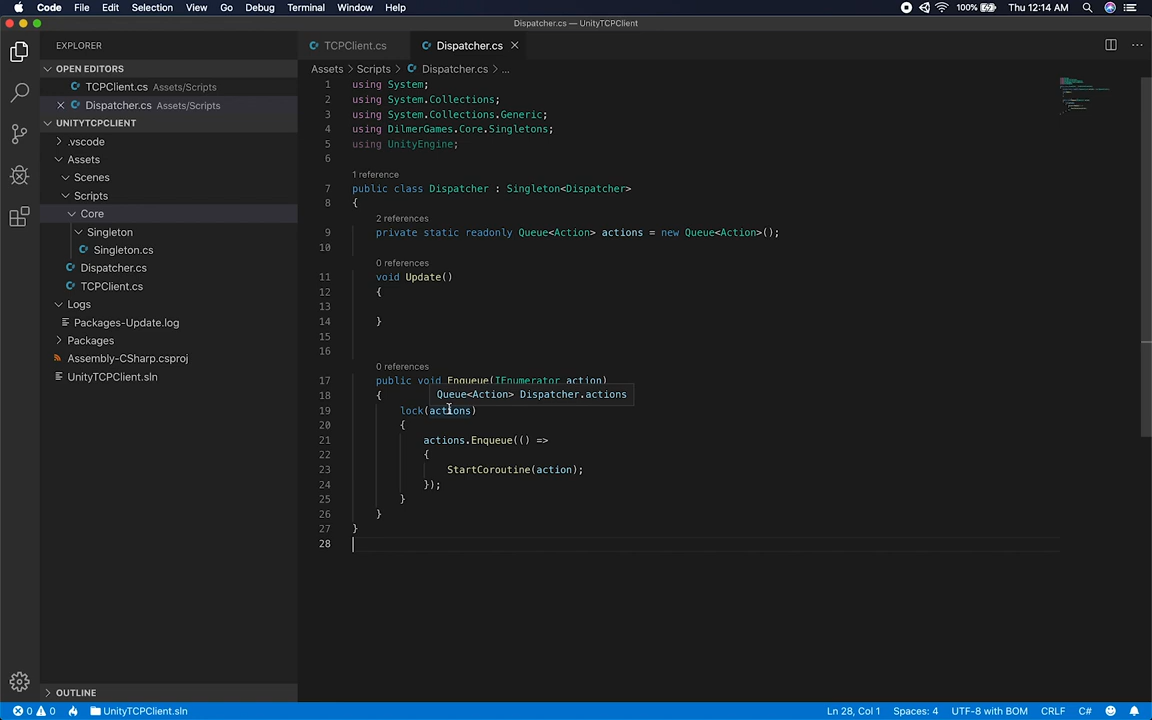 Code File Edit Selection View Go Debug Terminal Window Help 100% Thu 12:14 AM
Dispatcher.cs — UnityTCPClient
EXPLORER
OPEN EDITORS
TCPClient.cs Assets/Scripts
Dispatcher.cs Assets/Scripts
UNITYTCPCLIENT
.vscode
Assets
Scenes
Scripts
Core
Singleton
Singleton.cs
Dispatcher.cs
TCPClient.cs
Logs
Packages-Update.log
Packages
Assembly-CSharp.csproj
UnityTCPClient.sln
OUTLINE
TCPClient.cs Dispatcher.cs
Assets > Scripts > Dispatcher.cs > ...
1 using System;
2 using System.Collections;
3 using System.Collections.Generic;
4 using DilmerGames.Core.Singletons;
5 using UnityEngine;
6
1 reference
7 public class Dispatcher : Singleton<Dispatcher>
8 {
2 references
9 private static readonly Queue<Action> actions = new Queue<Action>();
10
0 references
11 void Update()
12 {
13
14 }
15
16
0 references
17 public void Enqueue(IEnumerator action)
18 {
Queue<Action> Dispatcher.actions
19 lock(actions)
20 {
21 actions.Enqueue(() =>
22 {
23 StartCoroutine(action);
24 });
25 }
26 }
27 }
28
0 0 UnityTCPClient.sln Ln 28, Col 1 Spaces: 4 UTF-8 with BOM CRLF C#